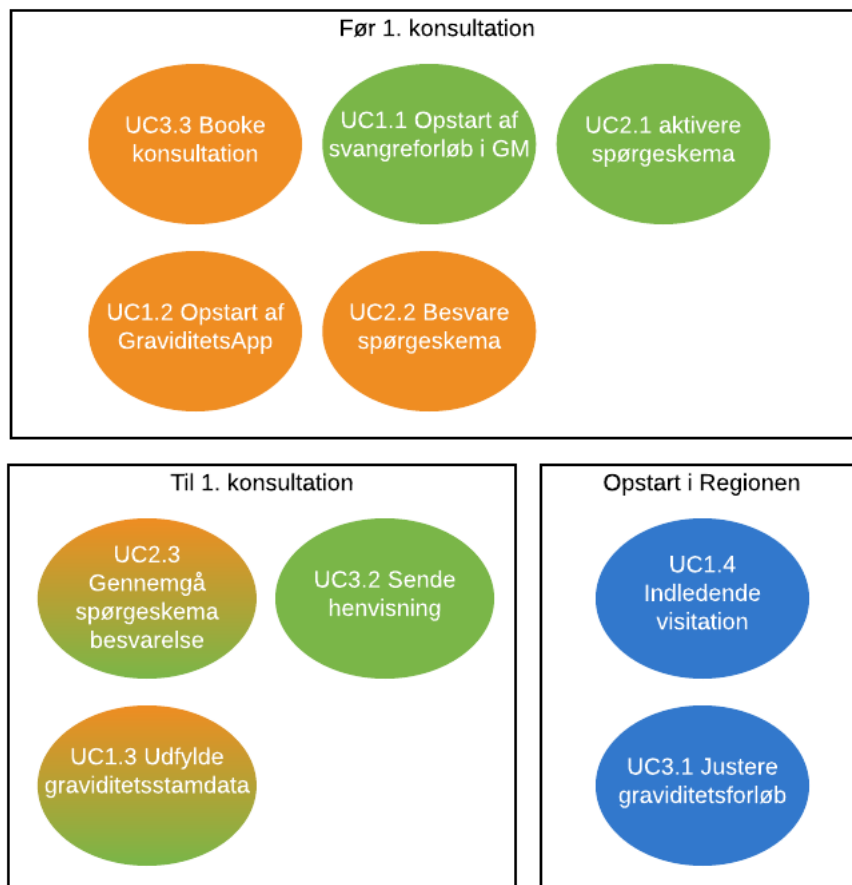 Før 1. konsultation
UC3.3 Booke
konsultation
UC1.1 Opstart af
svangreforløb i GM
UC2.1 aktivere
spørgeskema
UC1.2 Opstart af
GraviditetsApp
UC2.2 Besvare
spørgeskema
Til 1. konsultation
UC2.3
Gennemgå
spørgeskema
besvarelse
UC3.2 Sende
henvisning
UC1.3 Udfylde
graviditetsstamdata
Opstart i Regionen
UC1.4
Indledende
visitation
UC3.1 Justere
graviditetsforløb